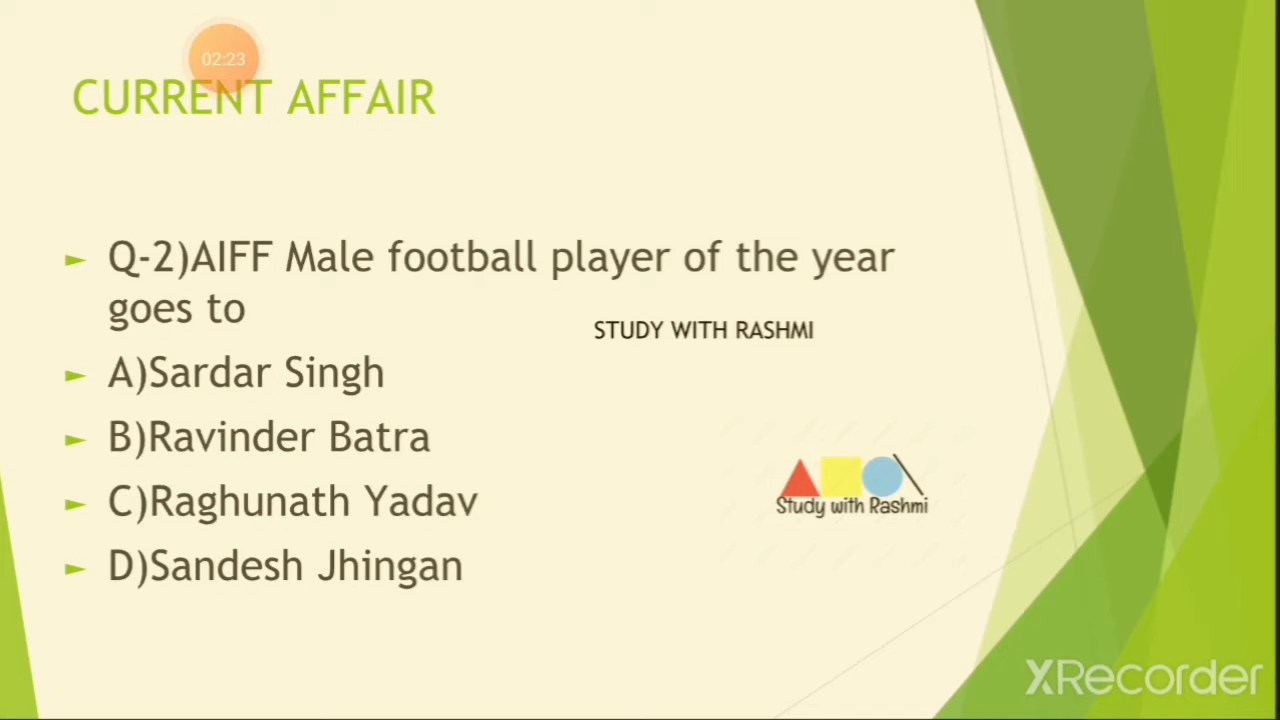 02:23
CURRENT AFFAIR
► Q-2)AIFF Male football player of the year
goes to
STUDY WITH RASHMI
► A)Sardar Singh
► B)Ravinder Batra
► C)Raghunath Yadav
► D)Sandesh Jhingan
Study with Rashmi
XRecorder